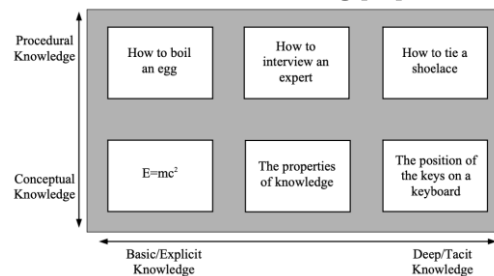 Procedural
Knowledge
How to boil
an egg
How to
interview an
expert
How to tie a
shoelace
Conceptual
Knowledge
E=mc²
The properties
of knowledge
The position of
the keys on a
keyboard
Basic/Explicit
Knowledge
Deep/Tacit
Knowledge